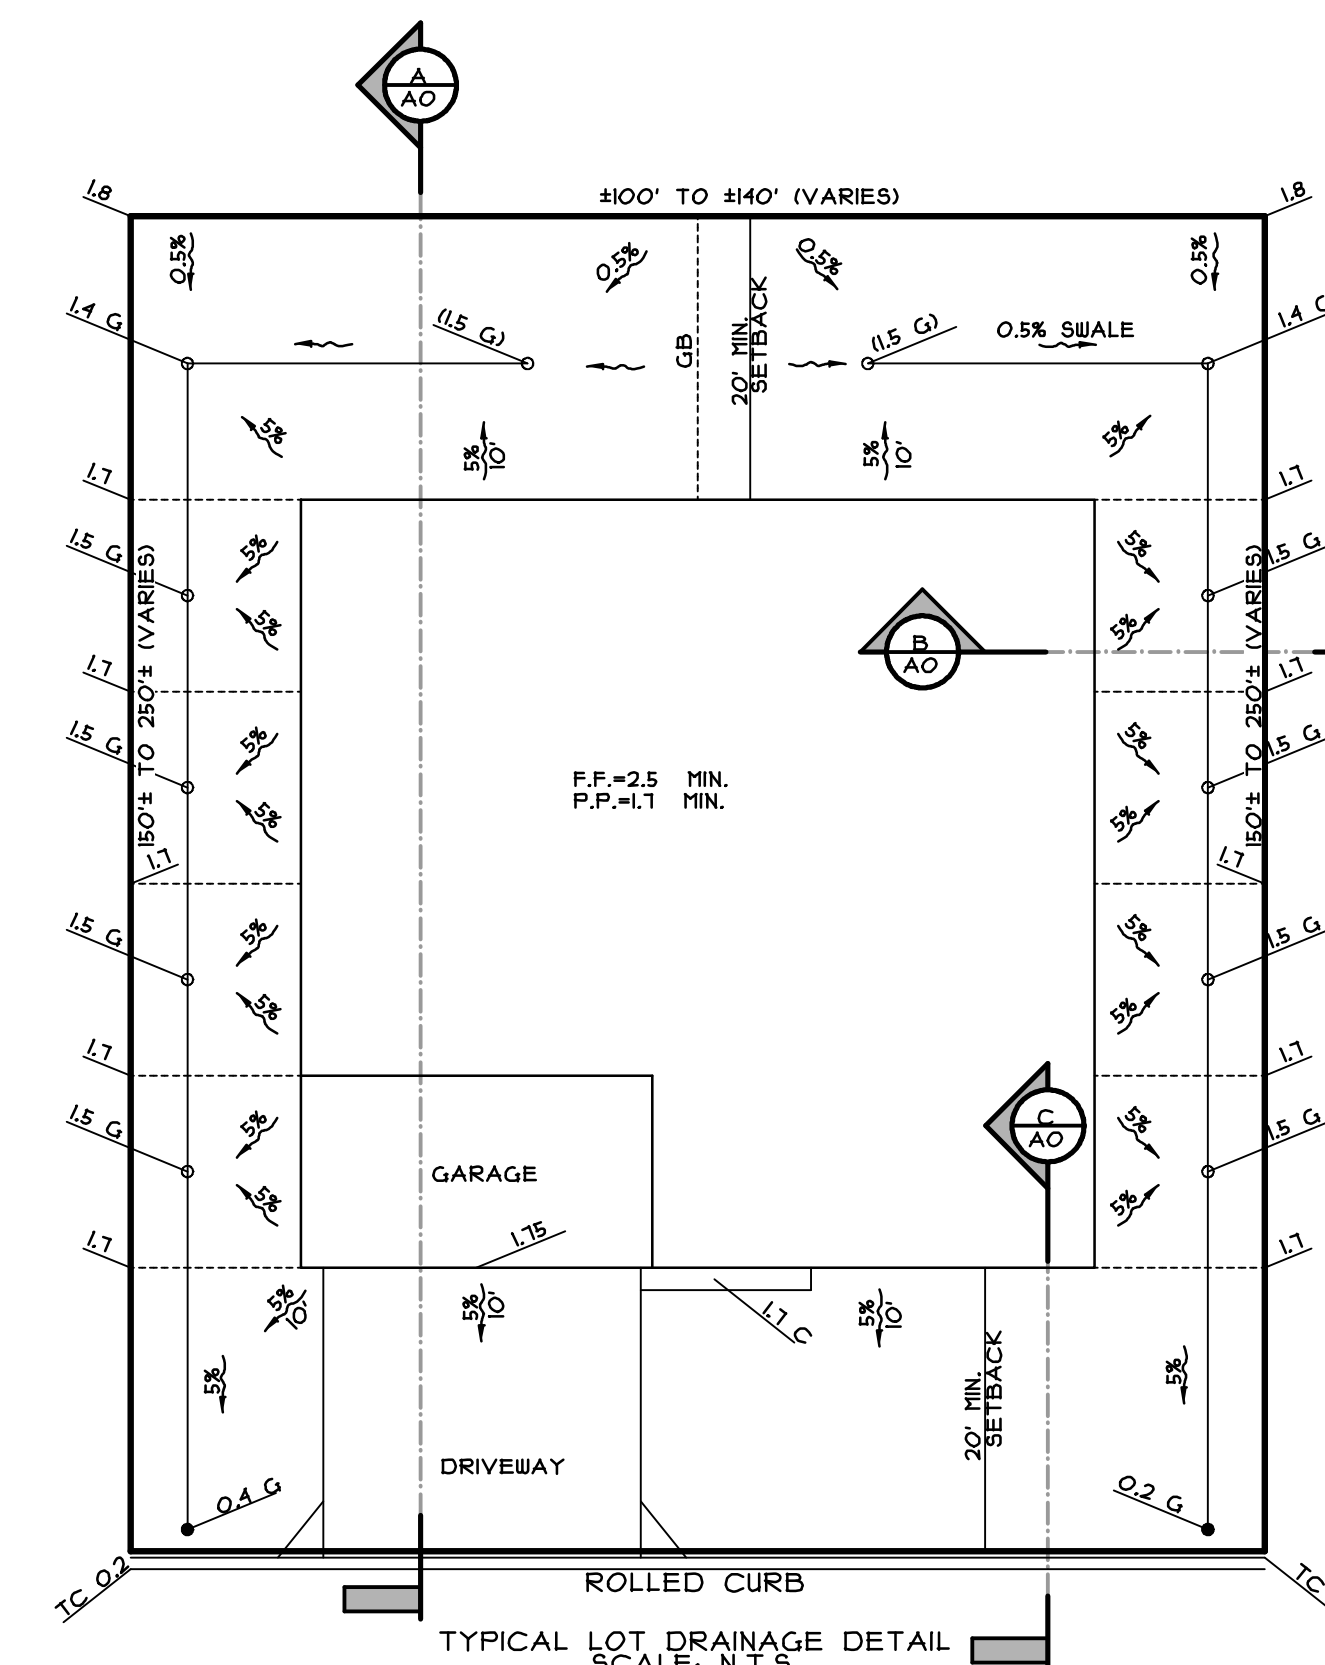 A
AO
1.8
±100' TO ±140' (VARIES)
1.8
0.5%
0.5%
0.5%
0.5%
1.4 G
(1.5 G)
GB
20' MIN.
SETBACK
(1.5 G)
0.5% SWALE
1.4
5%
5%
10'
5%
10'
5%
1.7
1.7
1.5 G
5%
5%
1.5 G
150'± TO 250'± (VARIES)
150'± TO 250'± (VARIES)
5%
5%
B
AO
1.7
1.7
1.5 G
5%
5%
1.5 G
F.F.=2.5 MIN.
P.P.=1.7 MIN.
5%
5%
1.7
1.7
1.5 G
5%
5%
1.5 G
5%
5%
1.7
1.7
C
AO
1.5 G
5%
5%
1.5 G
GARAGE
5%
5%
1.7
1.75
1.7
5%
10'
5%
10'
1.7 C
5%
10'
5%
20' MIN.
SETBACK
5%
DRIVEWAY
0.4 G
0.2 G
TC 0.2
ROLLED CURB
TC
TYPICAL LOT DRAINAGE DETAIL
SCALE: N.T.S.